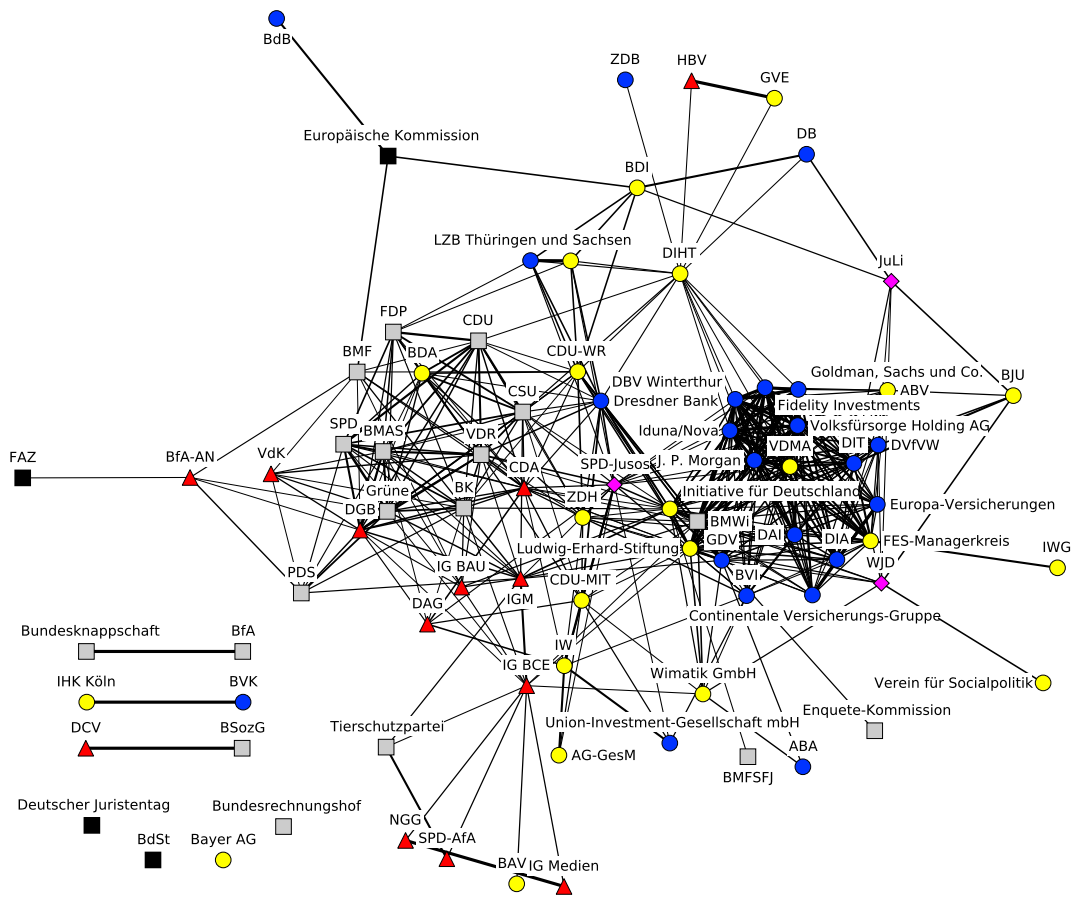 BdB
ZDB
HBV
GVE
Europäische Kommission
DB
BDI
LZB Thüringen und Sachsen
DIHT
JuLi
FDP
CDU
BMF
BDA
CDU-WR
Goldman, Sachs und Co.
BJU
DBV Winterthur
ABV
CSU
Dresdner Bank
Fidelity Investments
SPD
BMAS
VDR
Iduna/Nova
Volksfürsorge Holding AG
VDMA
DIT
DVfVW
FAZ
BfA-AN
VdK
CDA
SPD-Jusos
J. P. Morgan
Grüne
BK
ZDH
Initiative für Deutschland
DGB
Europa-Versicherungen
BMWi
GDV
DAI
DIA
FES-Managerkreis
IWG
Ludwig-Erhard-Stiftung
WJD
PDS
IG BAU
IGM
CDU-MIT
BVI
DAG
Continentale Versicherungs-Gruppe
Bundesknappschaft
BfA
IW
IG BCE
Wimatik GmbH
IHK Köln
BVK
Verein für Socialpolitik
Enquete-Kommission
DCV
BSozG
Tierschutzpartei
Union-Investment-Gesellschaft mbH
AG-GesM
ABA
BMFSFJ
Deutscher Juristentag
Bundesrechnungshof
NGG
BdSt
Bayer AG
SPD-AfA
BAV
IG Medien